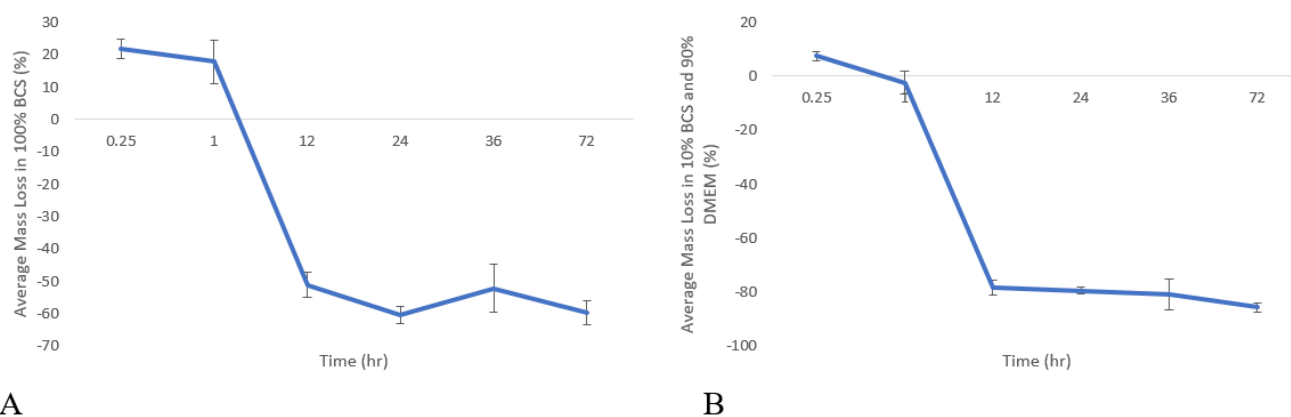 Average Mass Loss in 100% BCS (%)
30
20
10
0
-10
-20
-30
-40
-50
-60
-70
0.25 1 12 24 36 72
Time (hr)
A
Average Mass Loss in 10% BCS and 90%
DMEM (%)
20
0
-20
-40
-60
-80
-100
0.25 1 12 24 36 72
Time (hr)
B